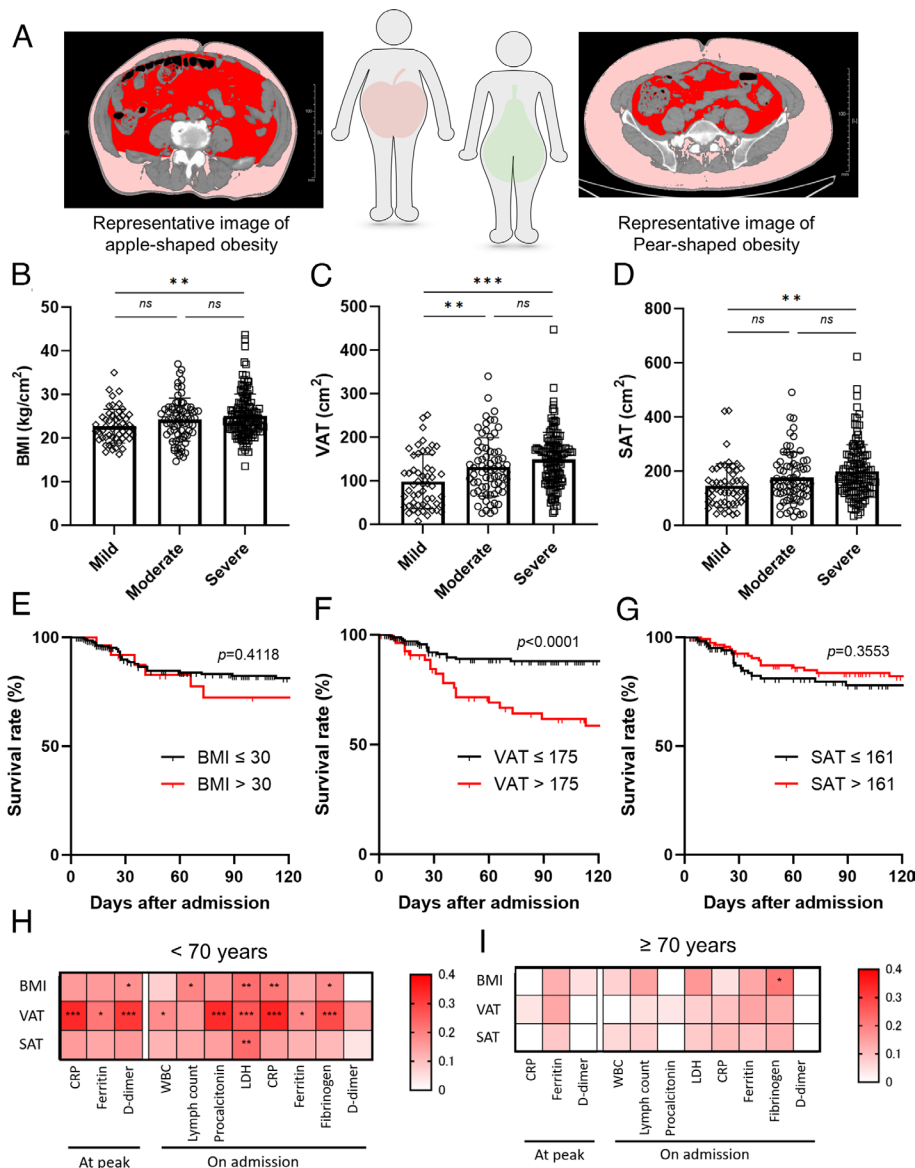 A
Representative image of
apple-shaped obesity
Representative image of
Pear-shaped obesity
B
**
ns
ns
BMI (kg/cm2)
50
40
30
20
10
0
Mild
Moderate
Severe
C
***
**
ns
VAT (cm2)
500
400
300
200
100
0
Mild
Moderate
Severe
D
**
ns
ns
SAT (cm2)
800
600
400
200
0
Mild
Moderate
Severe
E
Survival rate (%)
100
50
0
p=0.4118
BMI ≤ 30
BMI > 30
0 30 60 90 120
Days after admission
F
Survival rate (%)
100
50
0
p<0.0001
VAT ≤ 175
VAT > 175
0 30 60 90 120
Days after admission
G
Survival rate (%)
100
50
0
p=0.3553
SAT ≤ 161
SAT > 161
0 30 60 90 120
Days after admission
H
< 70 years
BMI * * ** ** *
VAT *** * *** * *** *** *** * ***
SAT **
CRP Ferritin D-dimer WBC Lymph count Procalcitonin LDH CRP Ferritin Fibrinogen D-dimer
At peak On admission
0.4
0.3
0.2
0.1
0
I
≥ 70 years
BMI *
VAT
SAT
CRP Ferritin D-dimer WBC Lymph count Procalcitonin LDH CRP Ferritin Fibrinogen D-dimer
At peak On admission
0.4
0.3
0.2
0.1
0